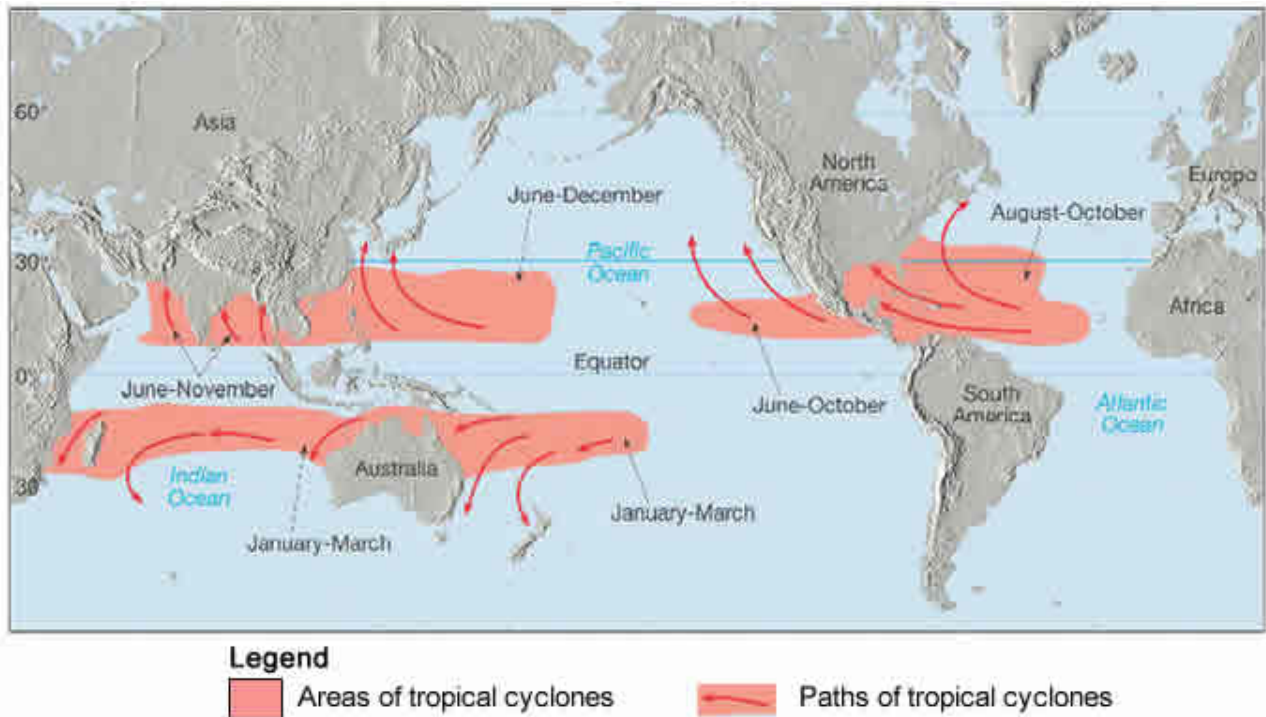 60°
Asia
North
America
Europa
June-December
August-October
Pacific
Ocean
30°
Africa
Equator
0°
June-November
June-October
South
America
Atlantic
Ocean
Australia
Indian
Ocean
30
January-March
January-March
Legend
Areas of tropical cyclones
Paths of tropical cyclones